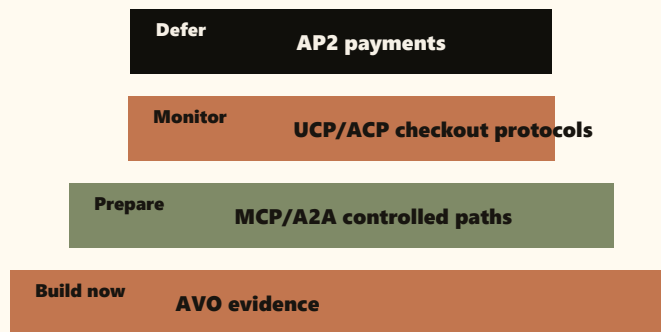 Defer
AP2 payments
Monitor
UCP/ACP checkout protocols
Prepare
MCP/A2A controlled paths
Build now
AVO evidence